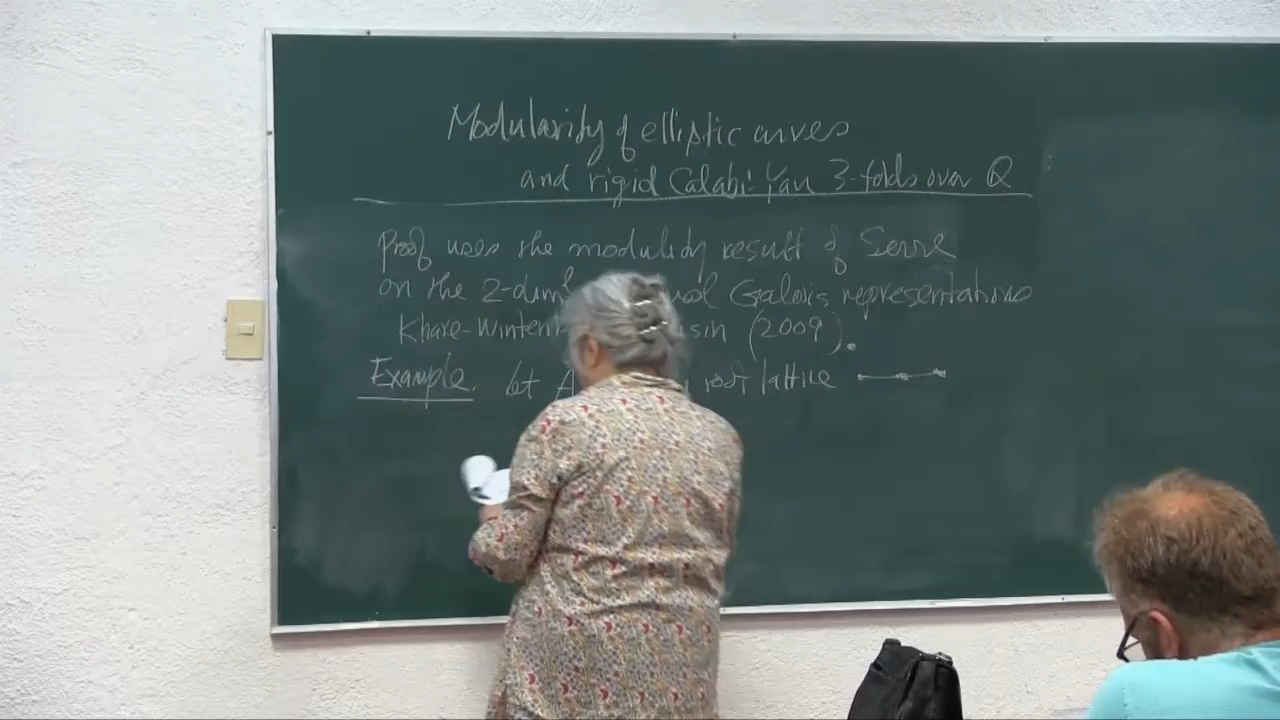 Modularity of elliptic curves
and rigid Calabi-Yau 3-folds over Q
Proof uses the modularity result of Serre
on the 2-dim Galois representations
Khare-Winten (2009).
Example. Let A root lattice